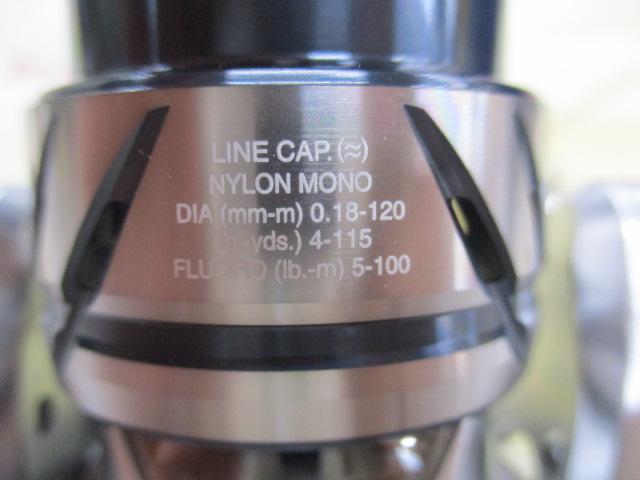 LINE CAP. (≈)
NYLON MONO
DIA.(mm-m) 0.18-120
-yds.) 4-115
(lb.-m) 5-100